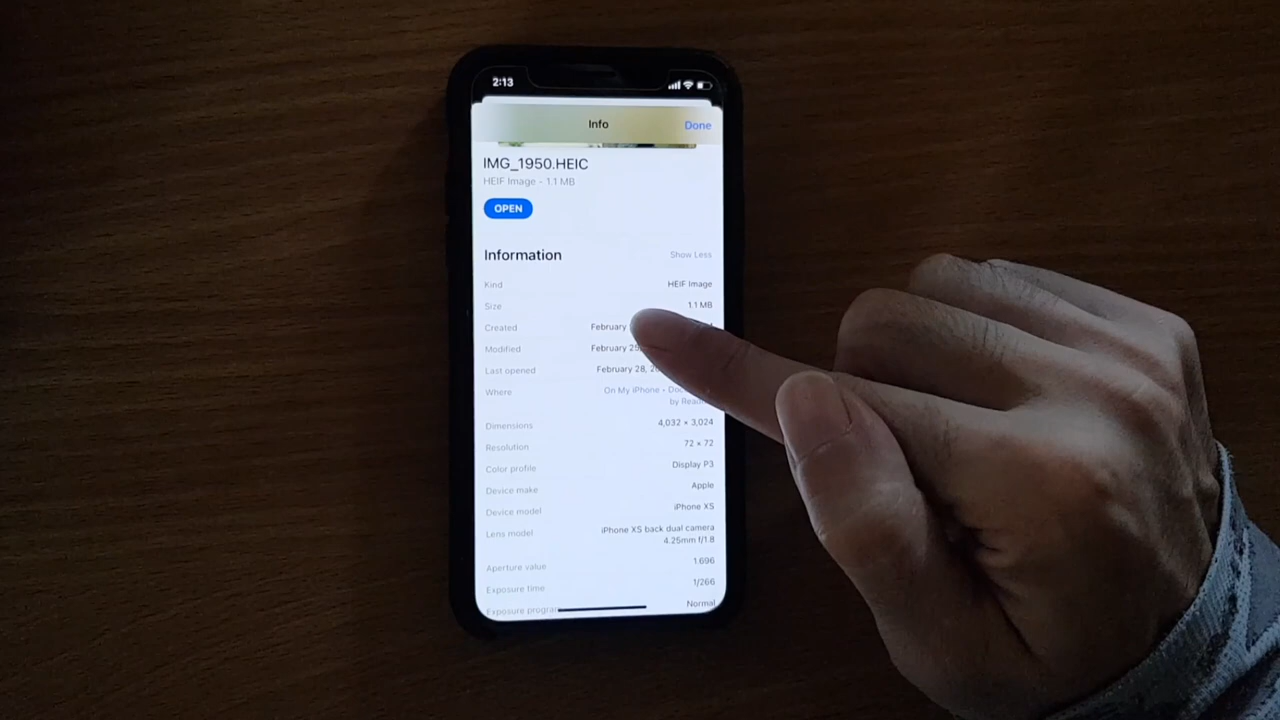 2:13
Info
Done
IMG_1950.HEIC
HEIF Image - 1.1 MB
OPEN
Information
Show Less
Kind
HEIF Image
Size
1.1 MB
Created
February
Modified
February 29,
Last opened
February 28,
Where
On My iPhone ▸
by
Dimensions
4,032 × 3,024
Resolution
72 × 72
Color profile
Display P3
Device make
Apple
Device model
iPhone XS
Lens model
iPhone XS back dual camera
4.25mm f/1.8
Aperture value
1.696
Exposure time
1/266
Exposure
Normal